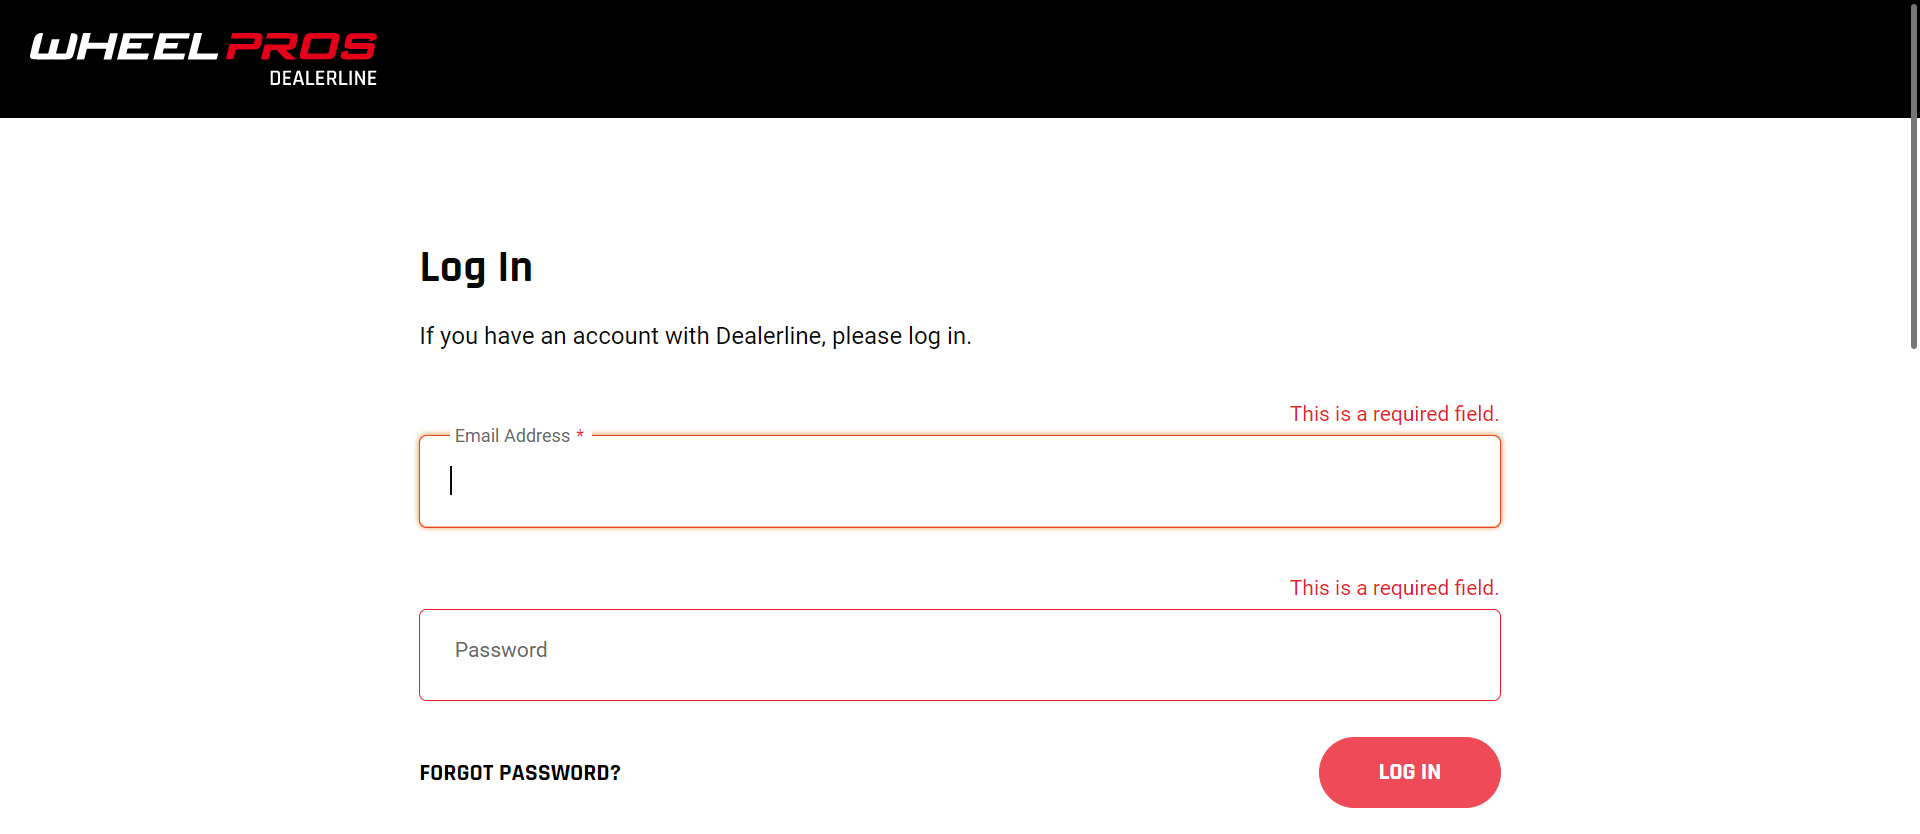 WHEEL PROS
DEALERLINE
Log In
If you have an account with Dealerline, please log in.
This is a required field.
Email Address *
This is a required field.
Password
FORGOT PASSWORD?
LOG IN